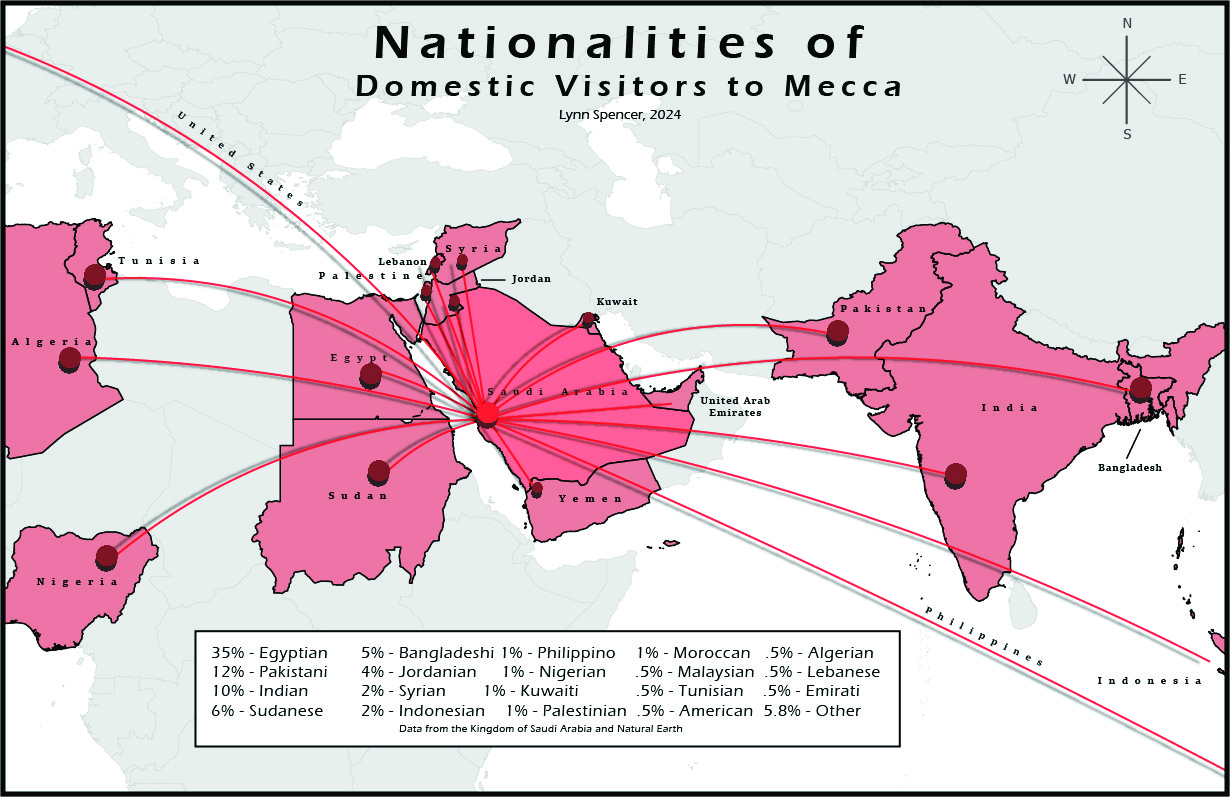 Nationalities of
Domestic Visitors to Mecca
Lynn Spencer, 2024
N
W E
S
United States
Tunisia
Lebanon
Syria
Palestine
Jordan
Kuwait
Pakistan
Algeria
Egypt
Saudi Arabia
United Arab
Emirates
India
Bangladesh
Sudan
Yemen
Nigeria
Philippines
Indonesia
35% - Egyptian 5% - Bangladeshi 1% - Philippino 1% - Moroccan .5% - Algerian
12% - Pakistani 4% - Jordanian 1% - Nigerian .5% - Malaysian .5% - Lebanese
10% - Indian 2% - Syrian 1% - Kuwaiti .5% - Tunisian .5% - Emirati
6% - Sudanese 2% - Indonesian 1% - Palestinian .5% - American 5.8% - Other
Data from the Kingdom of Saudi Arabia and Natural Earth